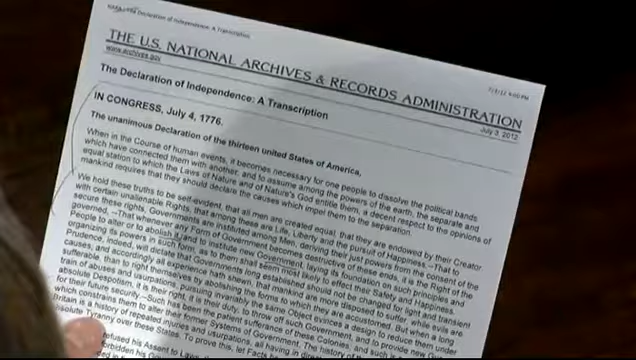 The Declaration of Independence: A Transcription
THE U.S. NATIONAL ARCHIVES & RECORDS ADMINISTRATION
www.archives.gov
July 3, 2012
The Declaration of Independence: A Transcription
IN CONGRESS, July 4, 1776.
The unanimous Declaration of the thirteen united States of America,
When in the Course of human events, it becomes necessary for one people to dissolve the political bands
which have connected them with another, and to assume among the powers of the earth, the separate and
equal station to which the Laws of Nature and of Nature's God entitle them, a decent respect to the opinions of
mankind requires that they should declare the causes which impel them to the separation.
We hold these truths to be self-evident, that all men are created equal, that they are endowed by their Creator
with certain unalienable Rights, that among these are Life, Liberty and the pursuit of Happiness.--That to
secure these rights, Governments are instituted among Men, deriving their just powers from the consent of the
governed, --That whenever any Form of Government becomes destructive of these ends, it is the Right of the
People to alter or to abolish it, and to institute new Government, laying its foundation on such principles and
organizing its powers in such form, as to them shall seem most likely to effect their Safety and Happiness.
Prudence, indeed, will dictate that Governments long established should not be changed for light and transient
causes; and accordingly all experience hath shewn, that mankind are more disposed to suffer, while evils are
sufferable, than to right themselves by abolishing the forms to which they are accustomed. But when a long
train of abuses and usurpations, pursuing invariably the same Object evinces a design to reduce them under
absolute Despotism, it is their right, it is their duty, to throw off such Government, and to provide new
for their future security.--Such has been the patient sufferance of these Colonies; and such is
which constrains them to alter their former Systems of Government. The history of the
Britain is a history of repeated injuries and usurpations, all having in direct
Tyranny over these States. To prove this, let Facts
refused his Assent to Laws,